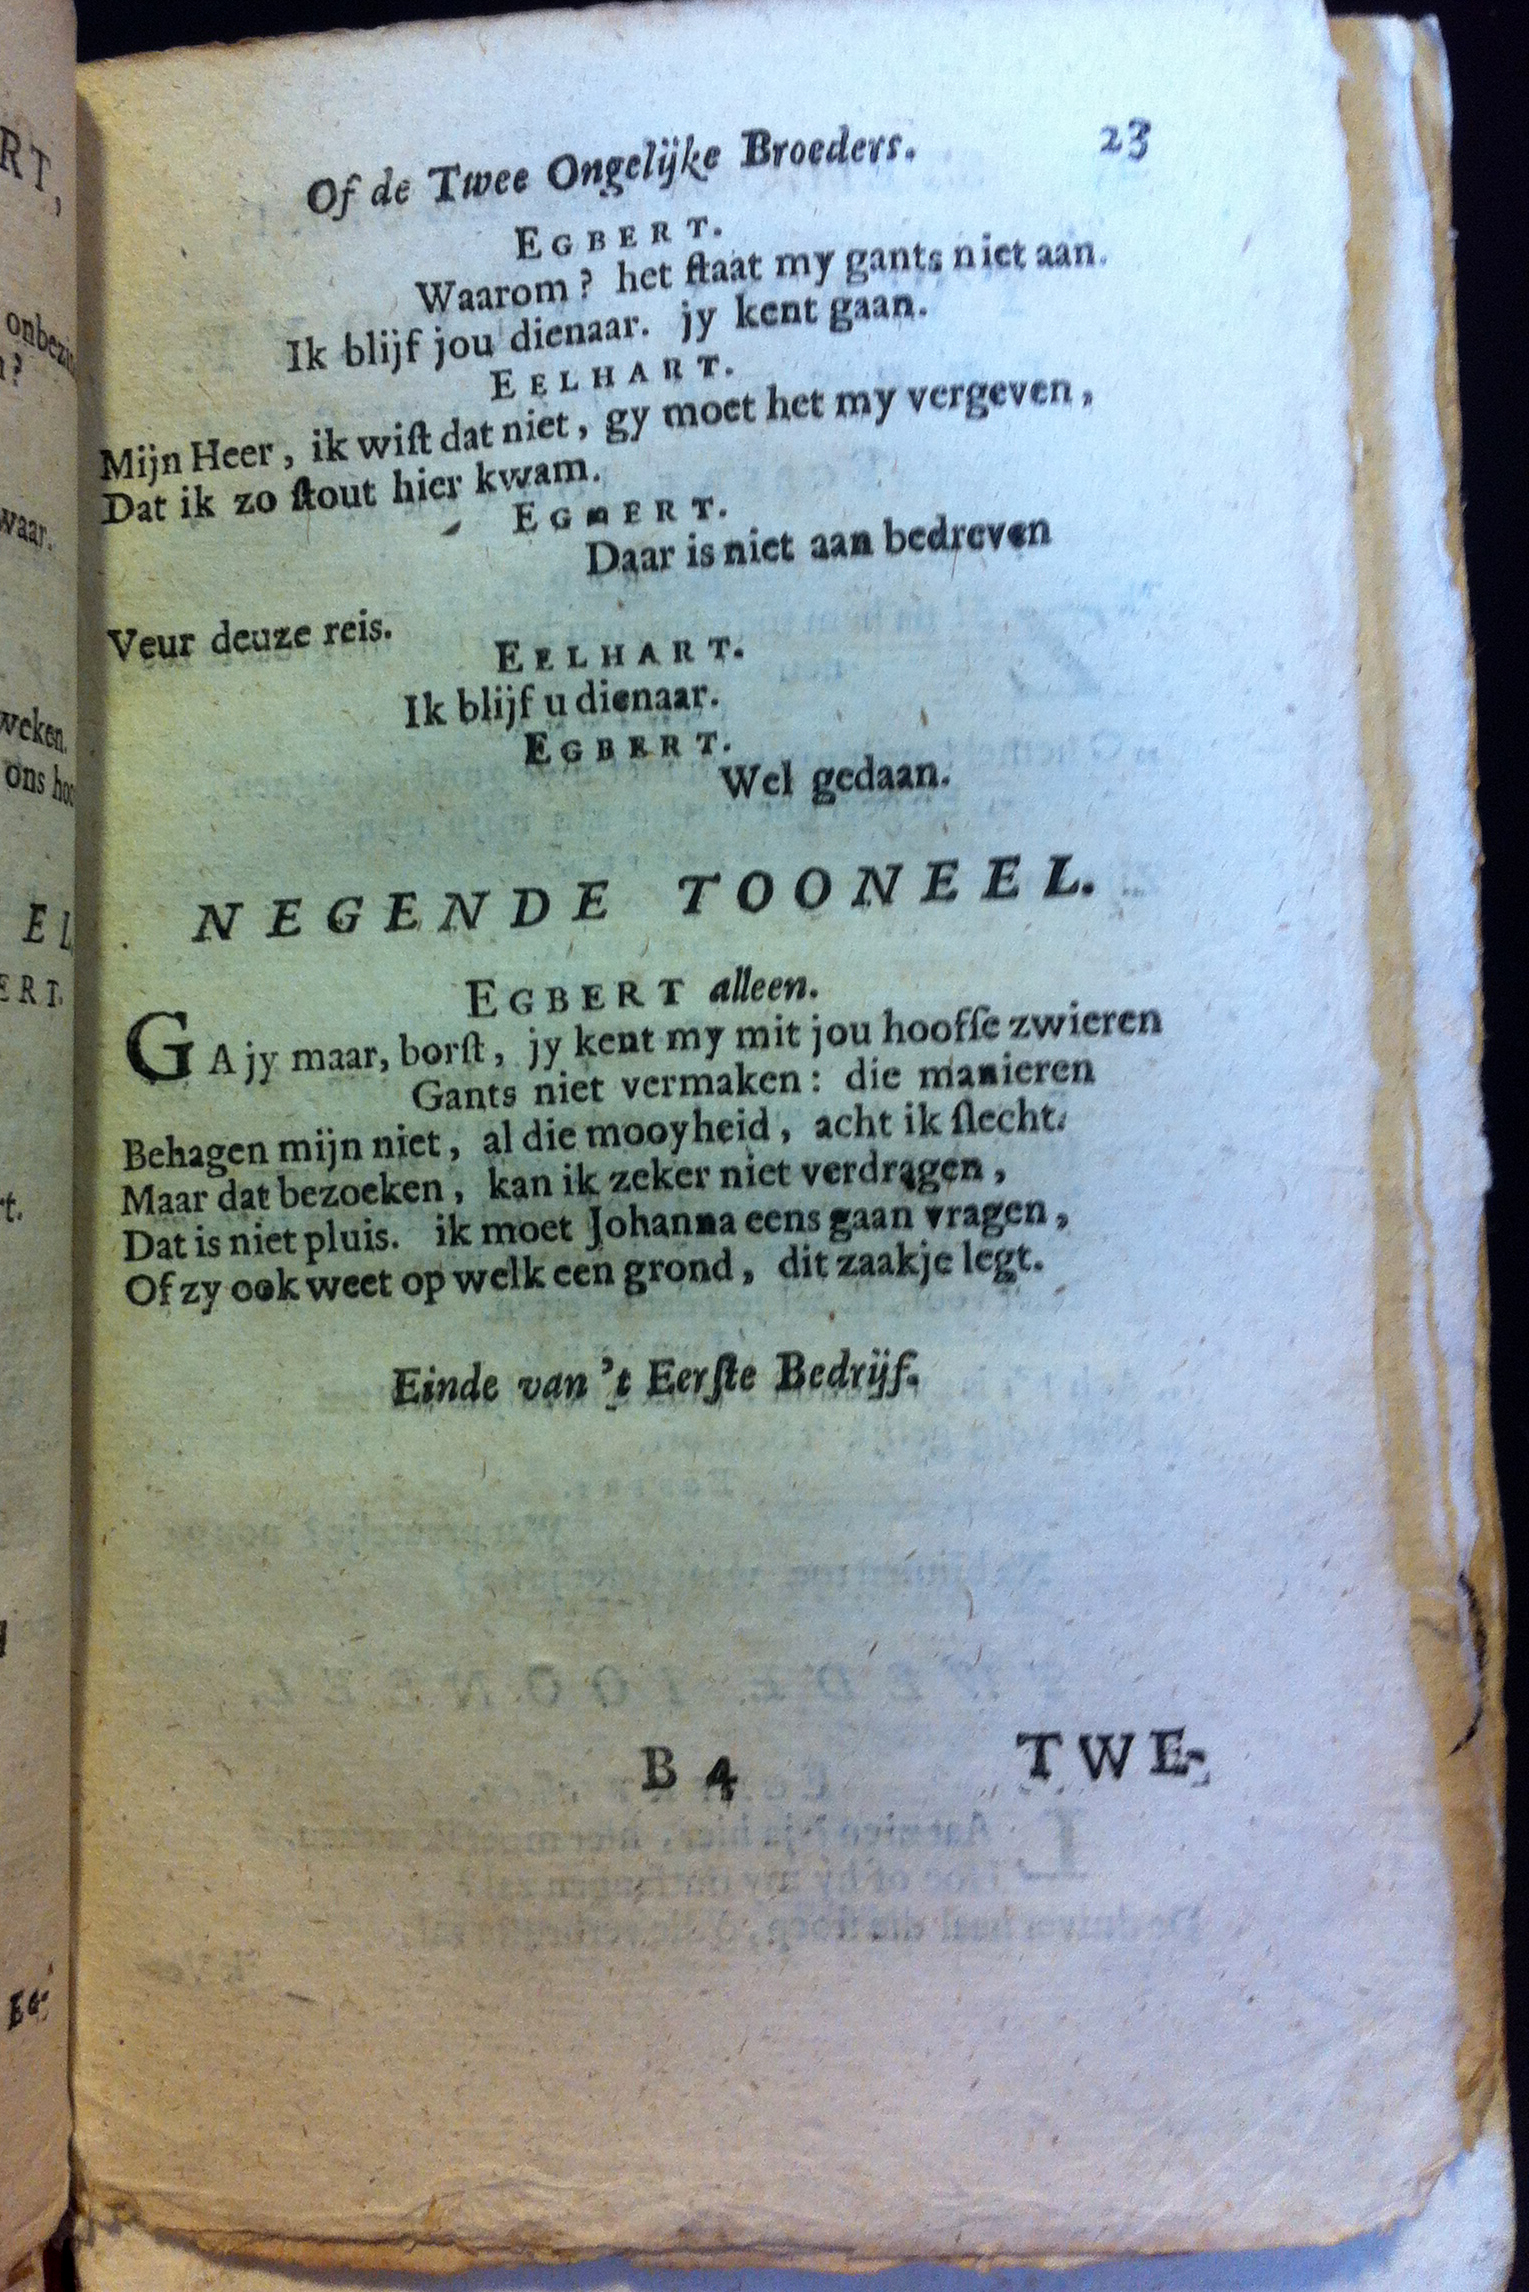 Of de Twee Ongelijke Broeders. 23
EGBERT.
Waarom? het ſtaat my gants niet aan.
Ik blijf jou dienaar. jy kent gaan.
EELHART.
Mijn Heer, ik wiſt dat niet, gy moet het my vergeven,
Dat ik zo ſtout hier kwam.
EGBERT.
Daar is niet aan bedreven
Veur deuze reis.
EELHART.
Ik blijf u dienaar.
EGBERT.
Wel gedaan.
NEGENDE TOONEEL.
EGBERT alleen.
GA jy maar, borſt, jy kent my mit jou hoofſe zwieren
Gants niet vermaken: die manieren
Behagen mijn niet, al die mooyheid, acht ik ſlecht.
Maar dat bezoeken, kan ik zeker niet verdragen,
Dat is niet pluis. ik moet Johanna eens gaan vragen,
Of zy ook weet op welk een grond, dit zaakje legt.
Einde van 't Eerſte Bedrijf.
B 4 TWE-